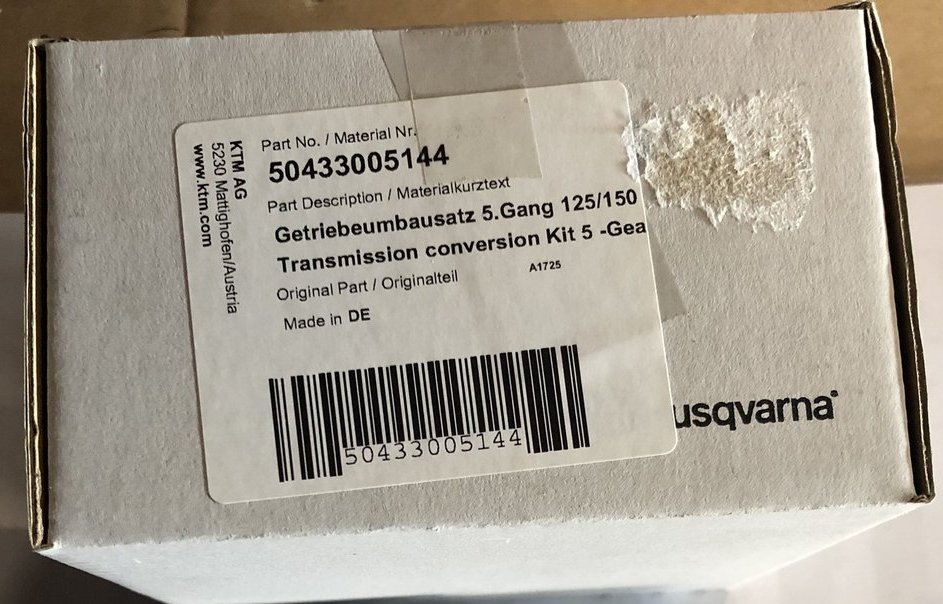 KTM AG
5230 Mattighofen/Austria
www.ktm.com
Part No. / Material Nr.
50433005144
Part Description / Materialkurztext
Getriebeumbausatz 5.Gang 125/150
Transmission conversion Kit 5 -Gea
Original Part / Originalteil
A1725
Made in DE
50433005144
usqvarna